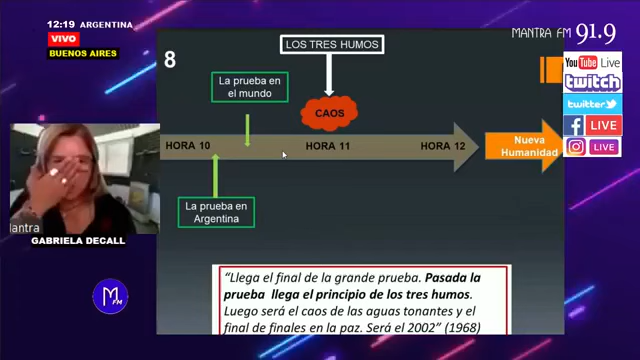 12:19 ARGENTINA
VIVO
BUENOS AIRES
MANTRA FM 91.9
YouTube Live
twitch
twitter
LIVE
LIVE
8
LOS TRES HUMOS
La prueba en
el mundo
CAOS
HORA 10
HORA 11
HORA 12
Nueva
Humanidad
La prueba en
Argentina
GABRIELA DECALL
M FM
“Llega el final de la grande prueba. Pasada la
prueba llega el principio de los tres humos.
Luego será el caos de las aguas tonantes y el
final de finales en la paz. Será el 2002” (1968)